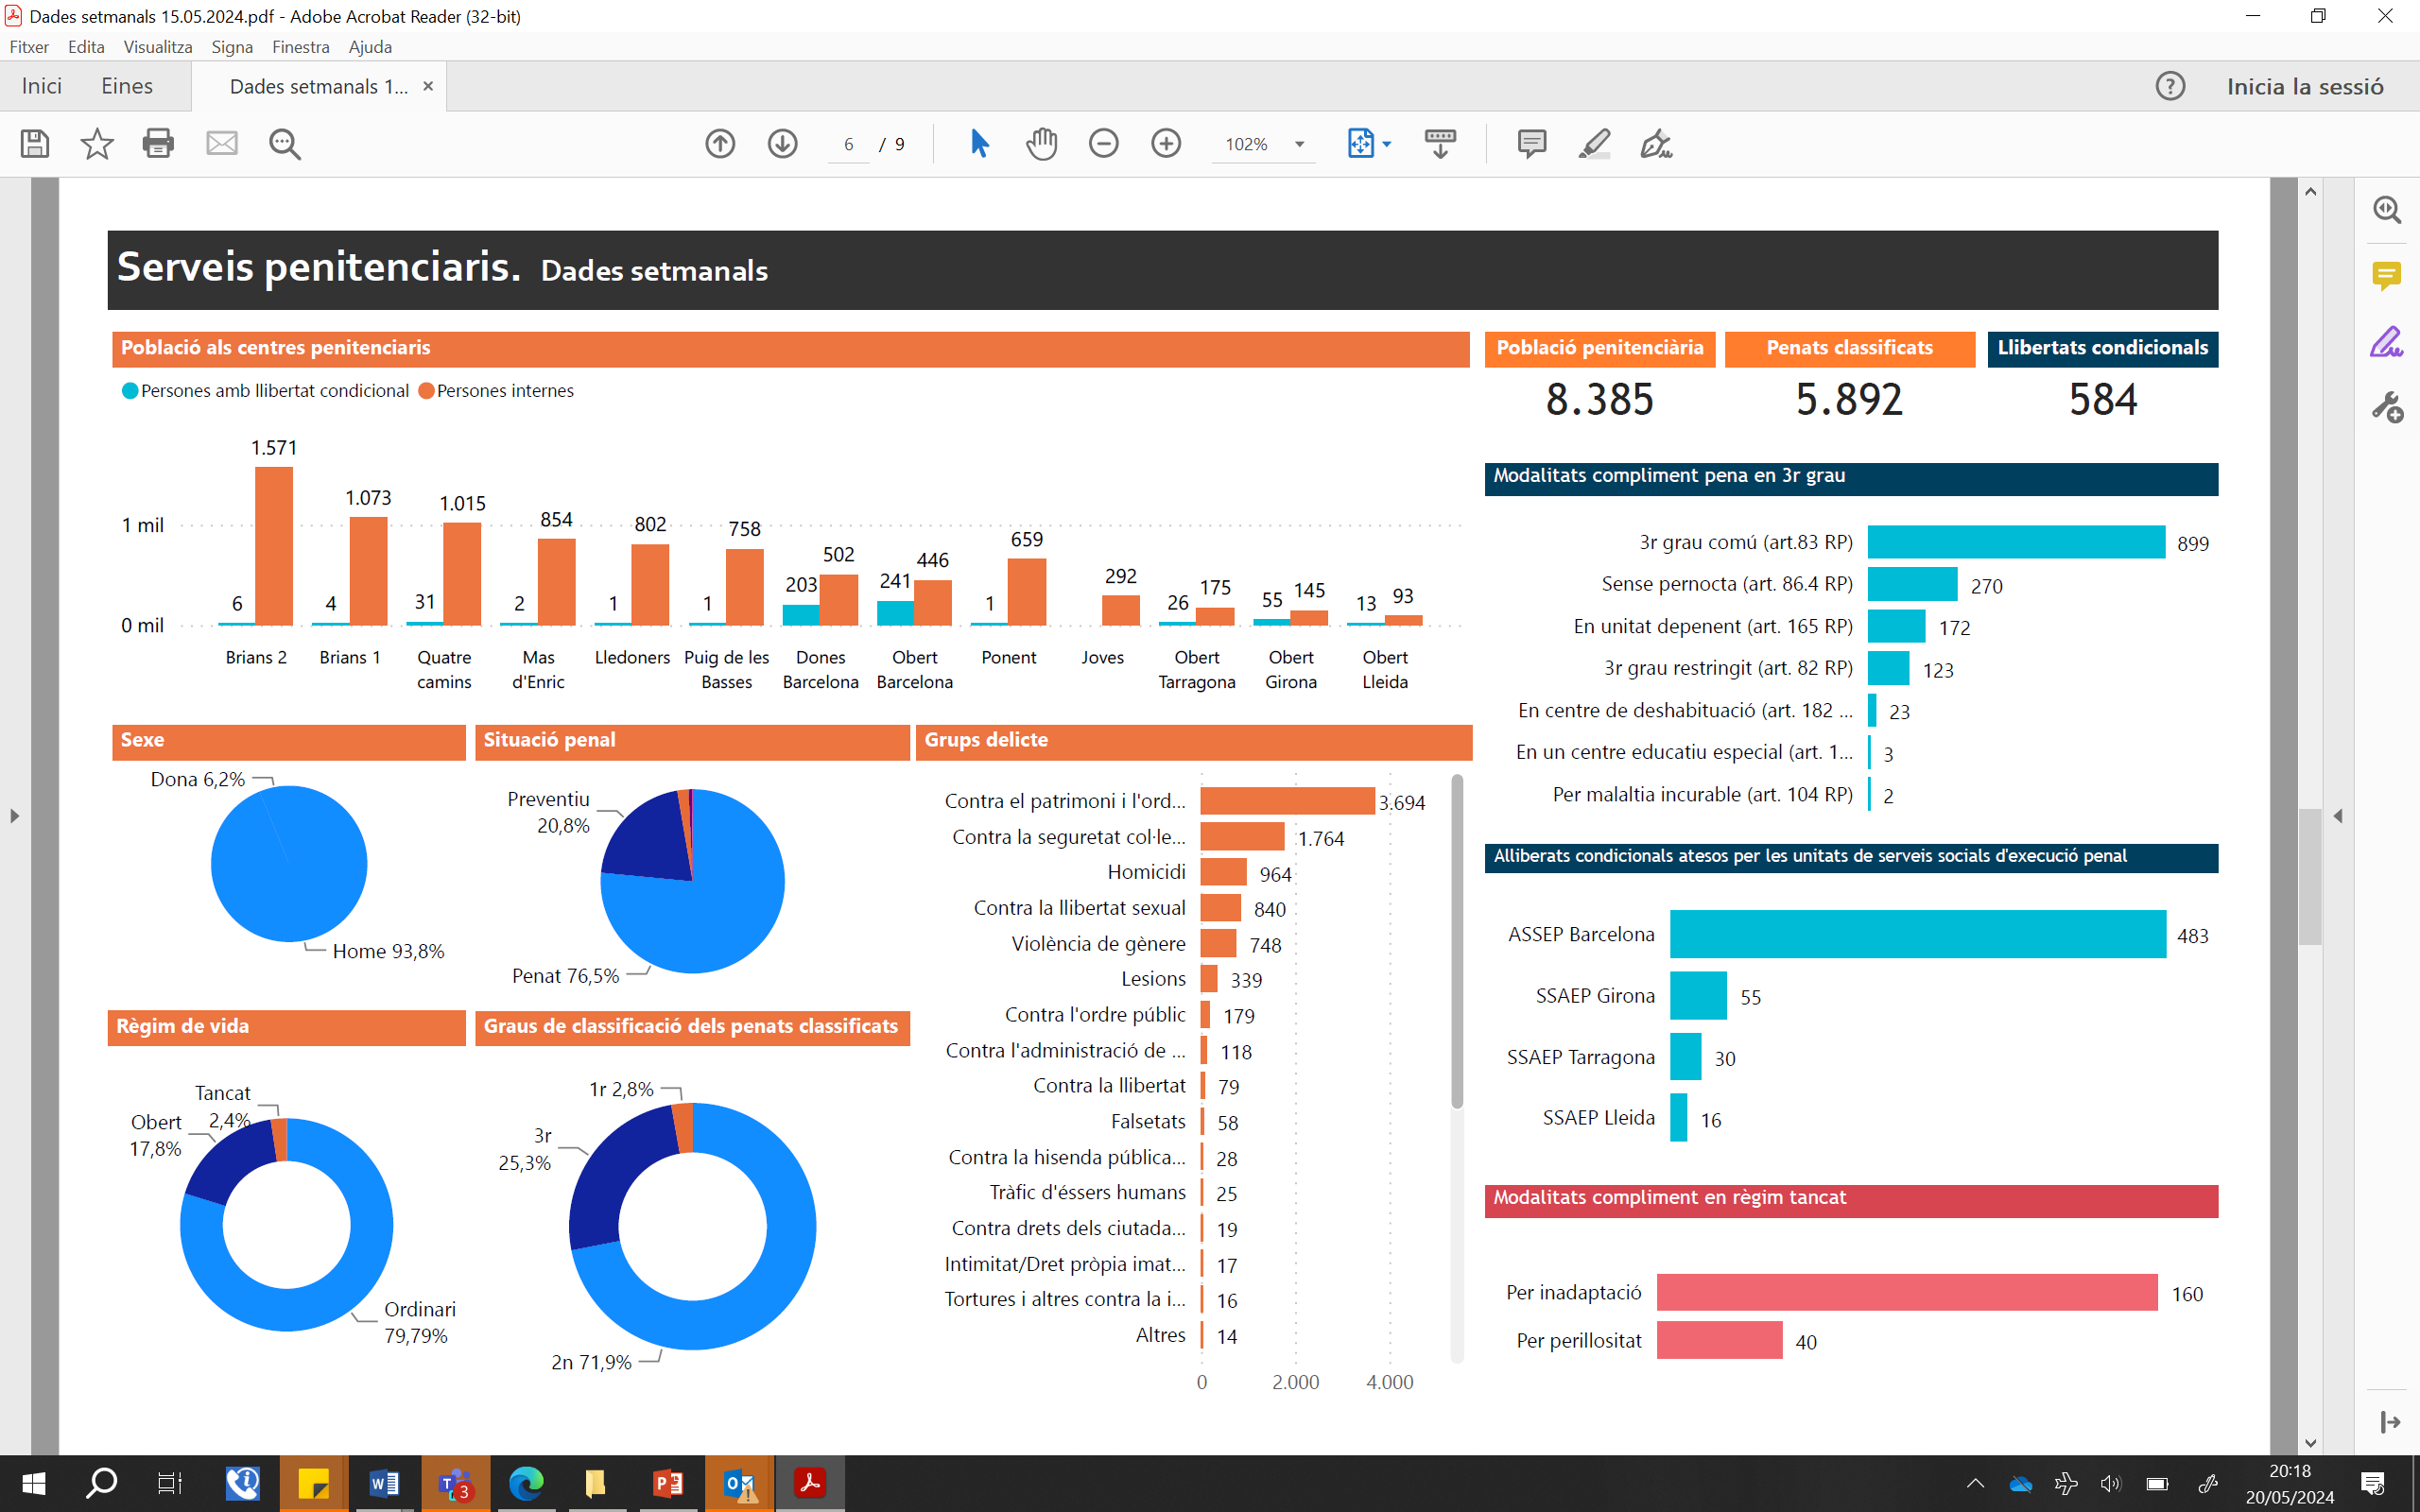 Dades setmanals 15.05.2024.pdf - Adobe Acrobat Reader (32-bit)
Fitxer Edita Visualitza Signa Finestra Ajuda
Inici Eines Dades setmanals 1... × Inicia la sessió
6 / 9 102%
Serveis penitenciaris. Dades setmanals
Població als centres penitenciaris
Persones amb llibertat condicional Persones internes
1 mil
0 mil
6 1.571
4 1.073
31 1.015
2 854
1 802
1 758
203 502
241 446
1 659
292
26 175
55 145
13 93
Brians 2
Brians 1
Quatre
camins
Mas
d'Enric
Lledoners
Puig de les
Basses
Dones
Barcelona
Obert
Barcelona
Ponent
Joves
Obert
Tarragona
Obert
Girona
Obert
Lleida
Població penitenciària
8.385
Penats classificats
5.892
Llibertats condicionals
584
Sexe
Dona 6,2%
Home 93,8%
Situació penal
Preventiu
20,8%
Penat 76,5%
Règim de vida
Tancat
2,4%
Obert
17,8%
Ordinari
79,79%
Graus de classificació dels penats classificats
1r 2,8%
3r
25,3%
2n 71,9%
Grups delicte
Contra el patrimoni i l'ord... 3.694
Contra la seguretat col·le... 1.764
Homicidi 964
Contra la llibertat sexual 840
Violència de gènere 748
Lesions 339
Contra l'ordre públic 179
Contra l'administració de ... 118
Contra la llibertat 79
Falsetats 58
Contra la hisenda pública... 28
Tràfic d'éssers humans 25
Contra drets dels ciutada... 19
Intimitat/Dret pròpia imat... 17
Tortures i altres contra la i... 16
Altres 14
0 2.000 4.000
Modalitats compliment pena en 3r grau
3r grau comú (art.83 RP) 899
Sense pernocta (art. 86.4 RP) 270
En unitat depenent (art. 165 RP) 172
3r grau restringit (art. 82 RP) 123
En centre de deshabituació (art. 182 ... 23
En un centre educatiu especial (art. 1... 3
Per malaltia incurable (art. 104 RP) 2
Alliberats condicionals atesos per les unitats de serveis socials d'execució penal
ASSEP Barcelona 483
SSAEP Girona 55
SSAEP Tarragona 30
SSAEP Lleida 16
Modalitats compliment en règim tancat
Per inadaptació 160
Per perillositat 40
3
20:18
20/05/2024